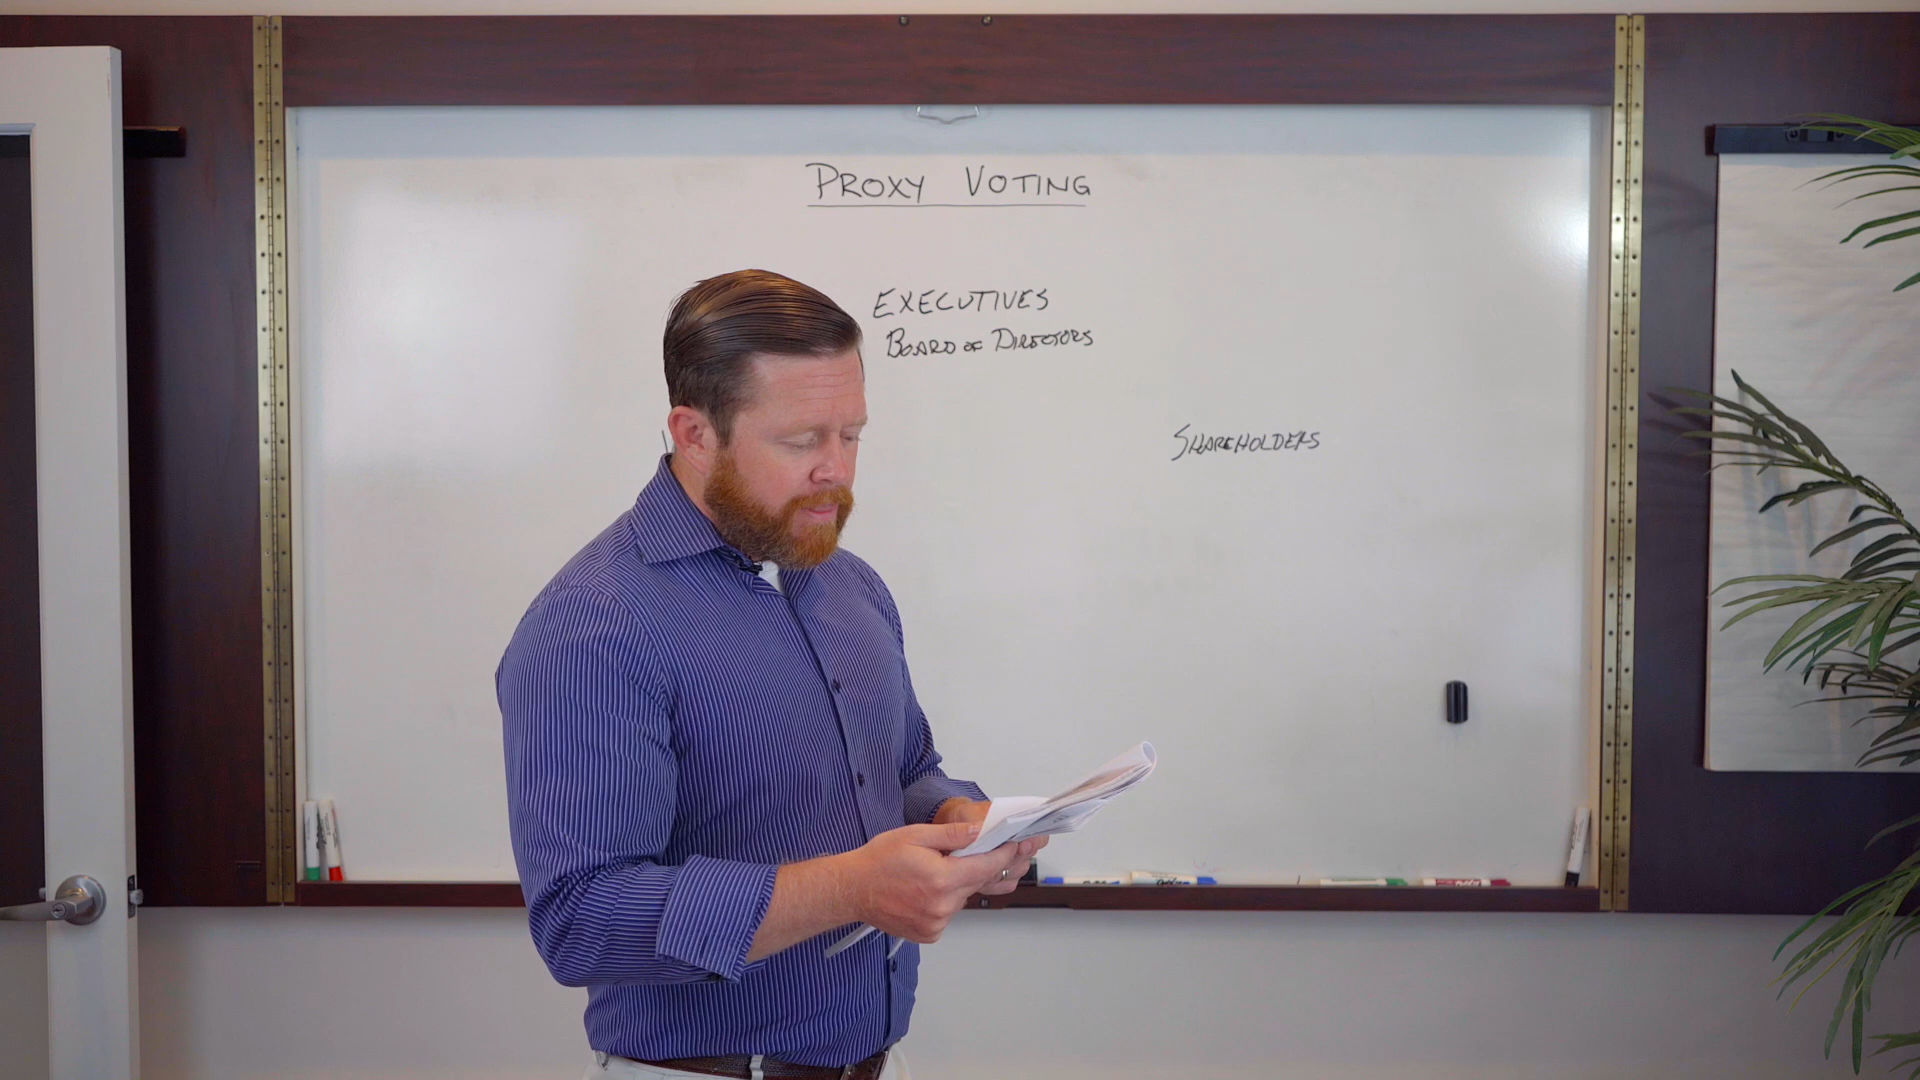 PROXY VOTING
EXECUTIVES
BOARD OF DIRECTORS
SHAREHOLDERS